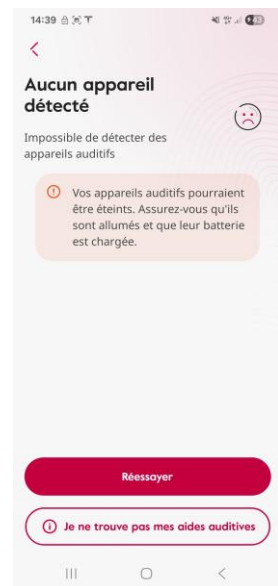 14:39
Aucun appareil
détecté
Impossible de détecter des
appareils auditifs
Vos appareils auditifs pourraient
être éteints. Assurez-vous qu'ils
sont allumés et que leur batterie
est chargée.
Réessayer
Je ne trouve pas mes aides auditives